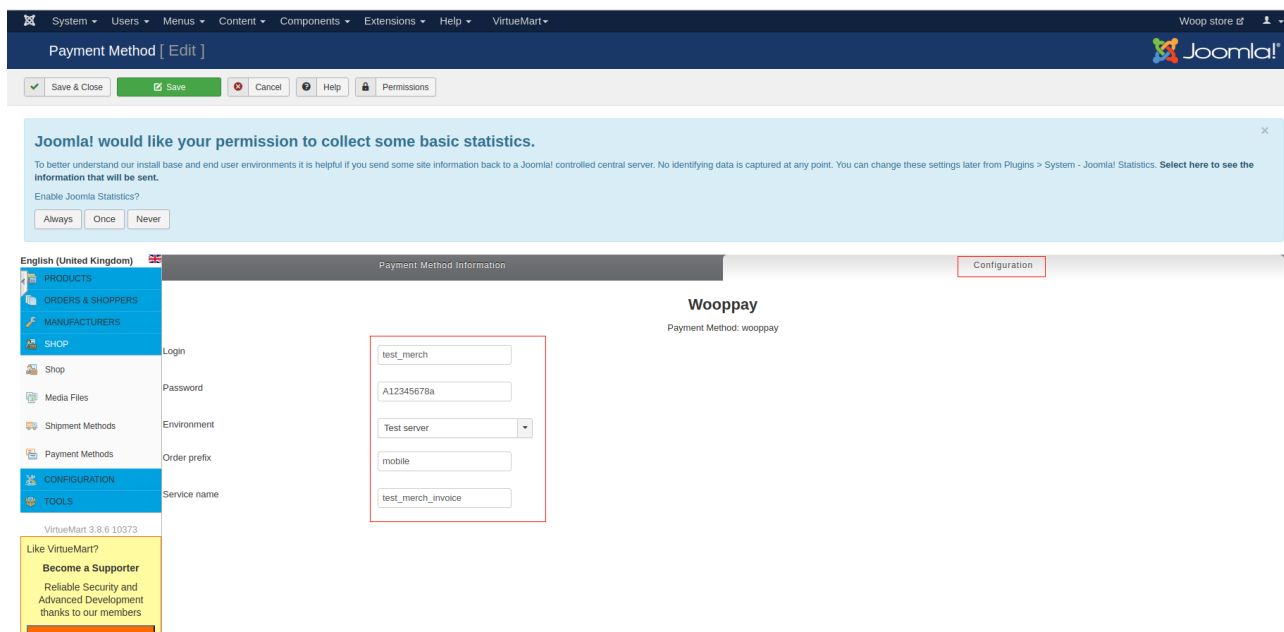 System Users Menus Content Components Extensions Help VirtueMart Woop store
Payment Method [ Edit ] Joomla!®
Save & Close Save Cancel Help Permissions
Joomla! would like your permission to collect some basic statistics. ×
To better understand our install base and end user environments it is helpful if you send some site information back to a Joomla! controlled central server. No identifying data is captured at any point. You can change these settings later from Plugins > System - Joomla! Statistics. Select here to see the
information that will be sent.
Enable Joomla Statistics?
Always Once Never
English (United Kingdom) Payment Method Information Configuration
PRODUCTS
ORDERS & SHOPPERS
MANUFACTURERS
SHOP
Shop
Media Files
Shipment Methods
Payment Methods
CONFIGURATION
TOOLS
VirtueMart 3.8.6 10373
Like VirtueMart?
Become a Supporter
Reliable Security and
Advanced Development
thanks to our members
Wooppay
Payment Method: wooppay
Login test_merch
Password A12345678a
Environment Test server
Order prefix mobile
Service name test_merch_invoice